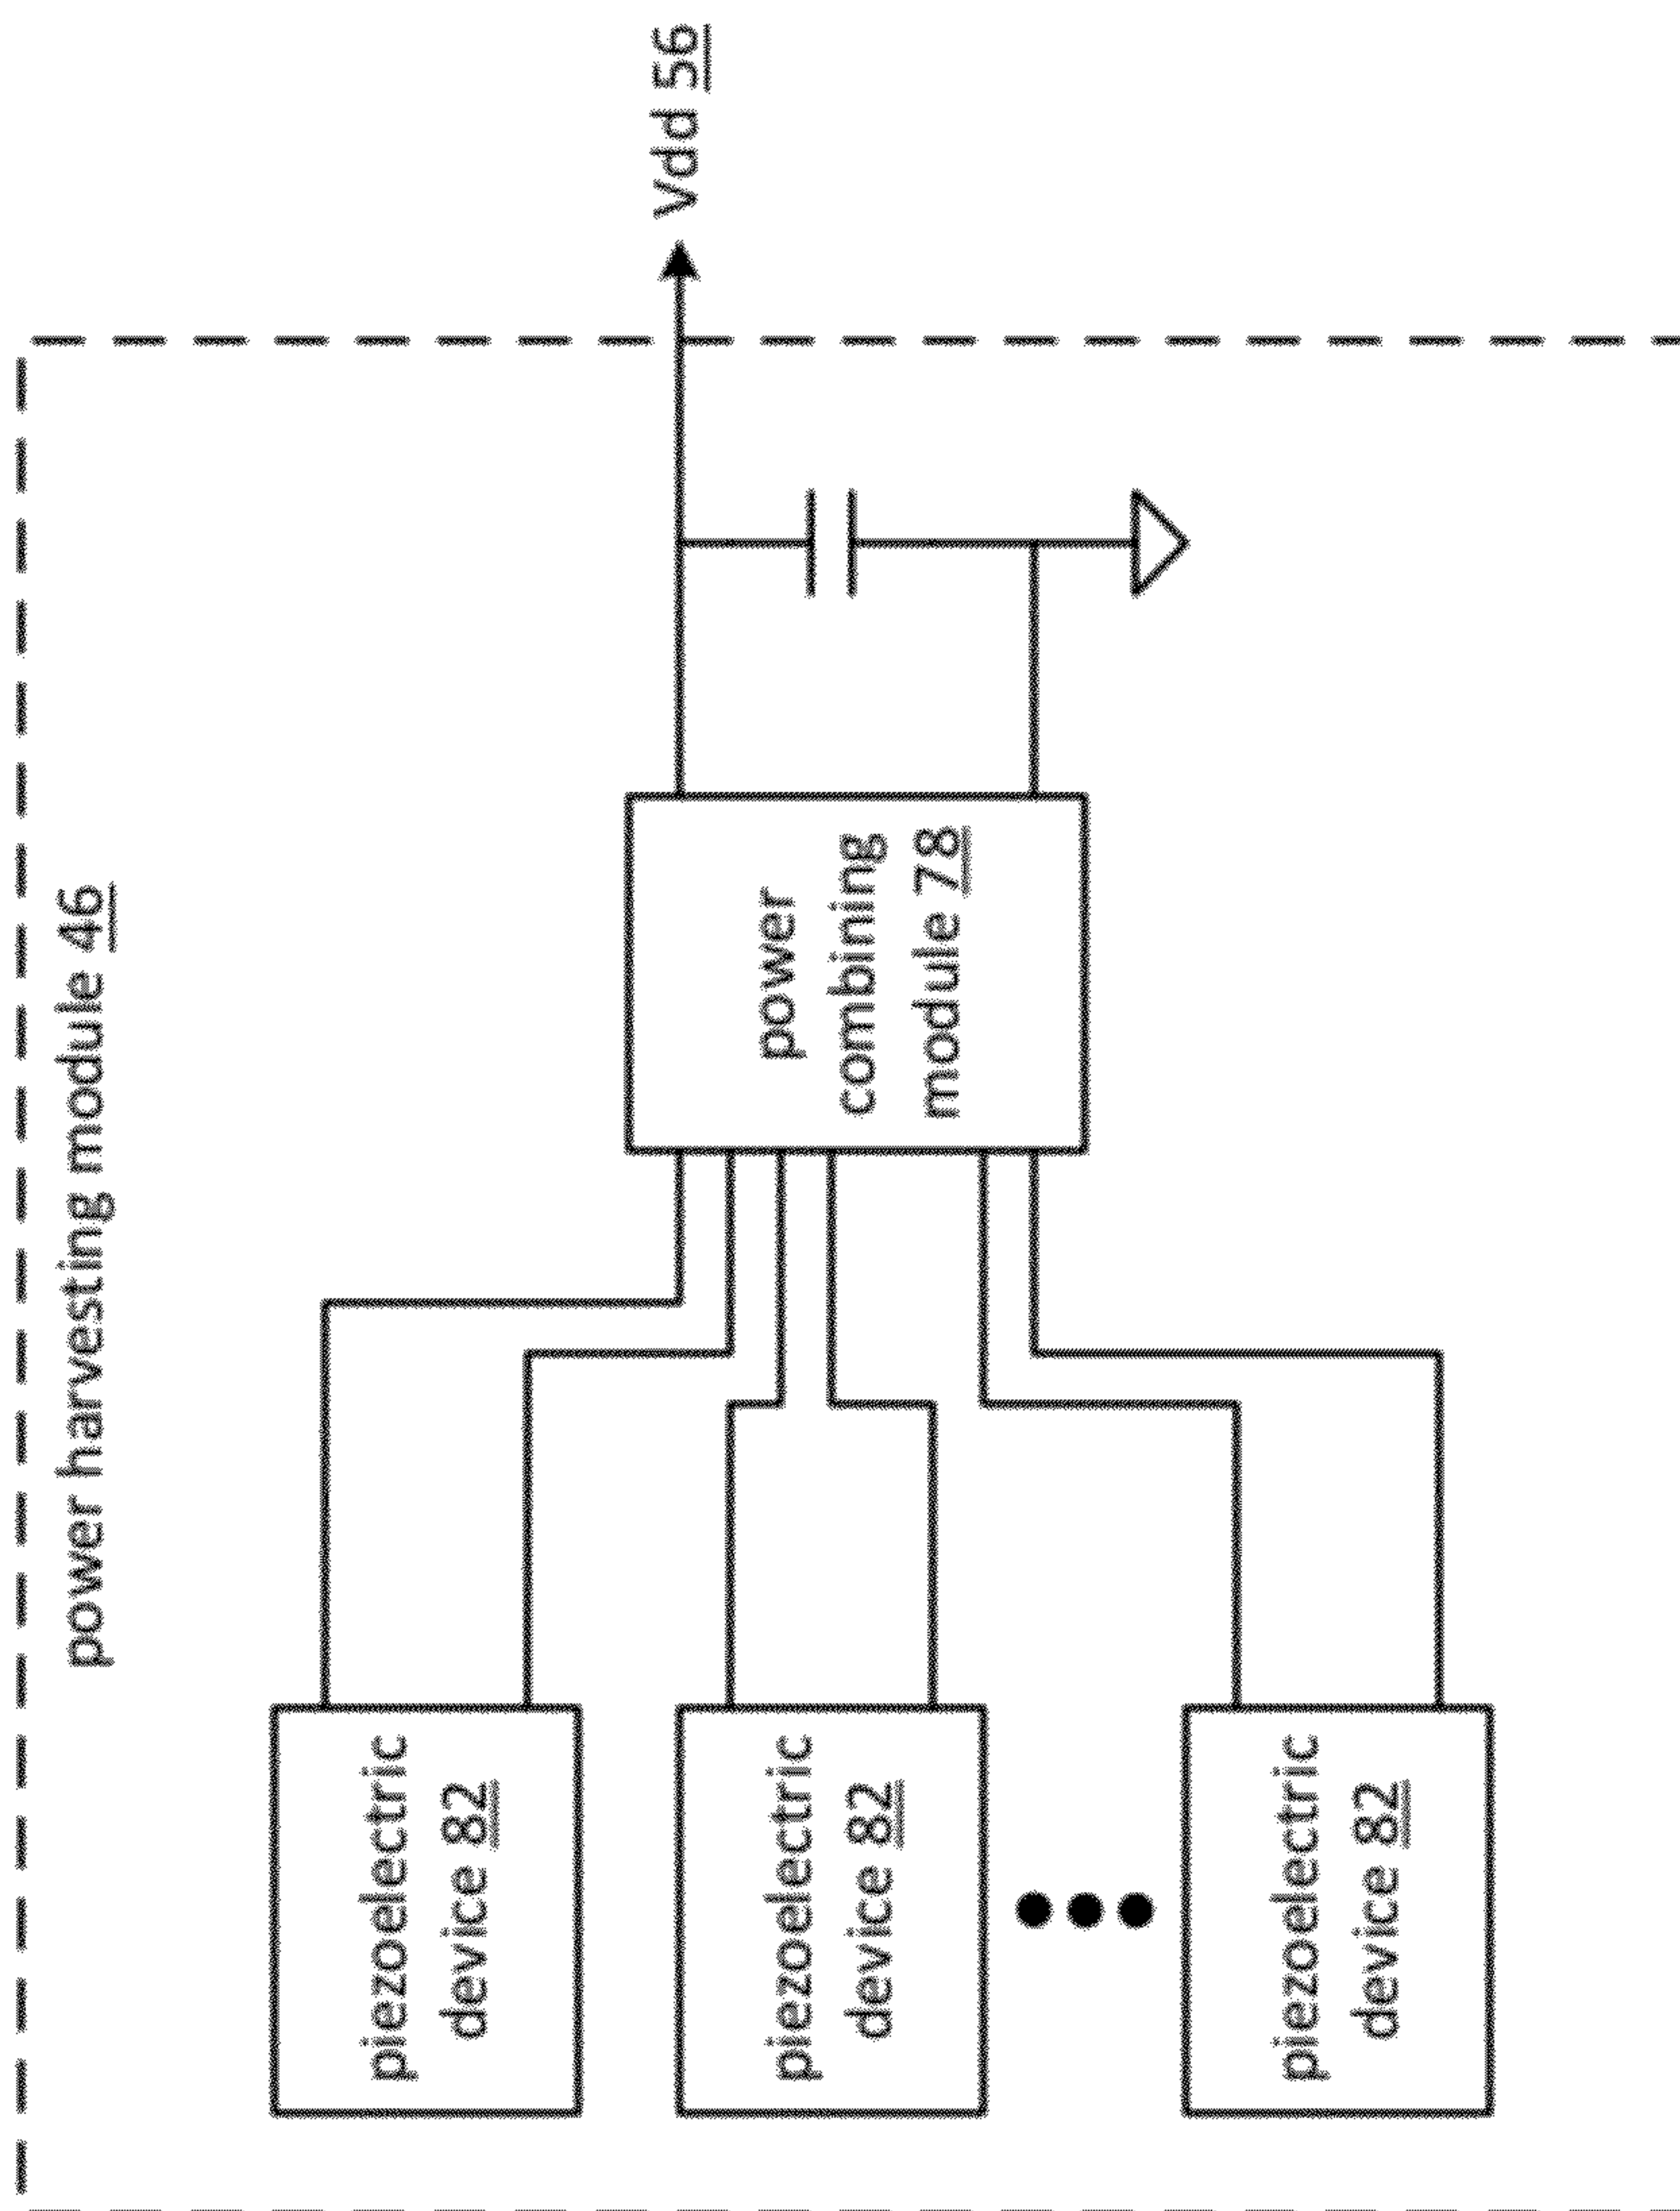 power harvesting module 46
piezoelectric
device 82
piezoelectric
device 82
piezoelectric
device 82
power
combining
module 78
Vdd 56